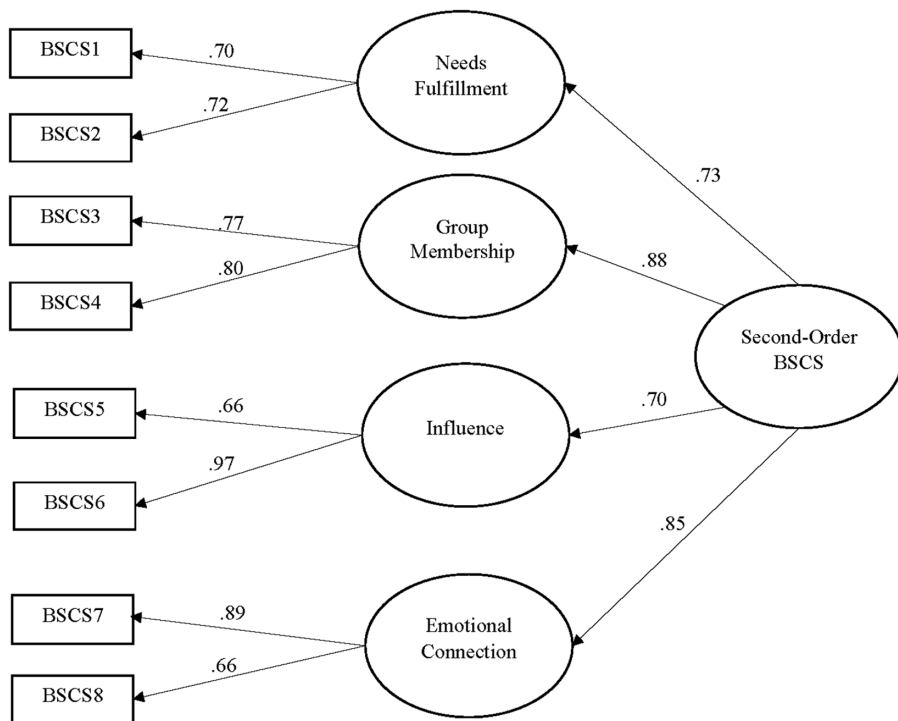 BSCS1
.70
Needs
Fulfillment
.72
BSCS2
.73
BSCS3
.77
Group
Membership
.88
.80
BSCS4
Second-Order
BSCS
BSCS5
.66
Influence
.70
.97
BSCS6
.85
BSCS7
.89
Emotional
Connection
.66
BSCS8